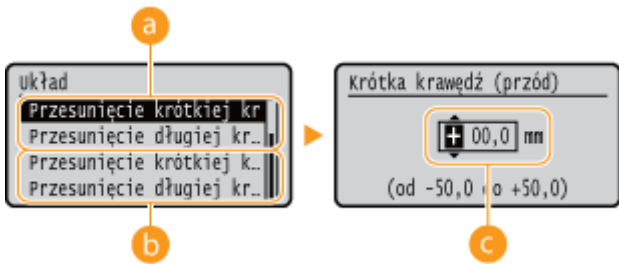 a
Układ
Przesunięcie krótkiej kr
Przesunięcie długiej kr…
Przesunięcie krótkiej k…
Przesunięcie długiej kr…
b
Krótka krawędź (przód)
+ 00,0 mm
(od -50,0 do +50,0)
c